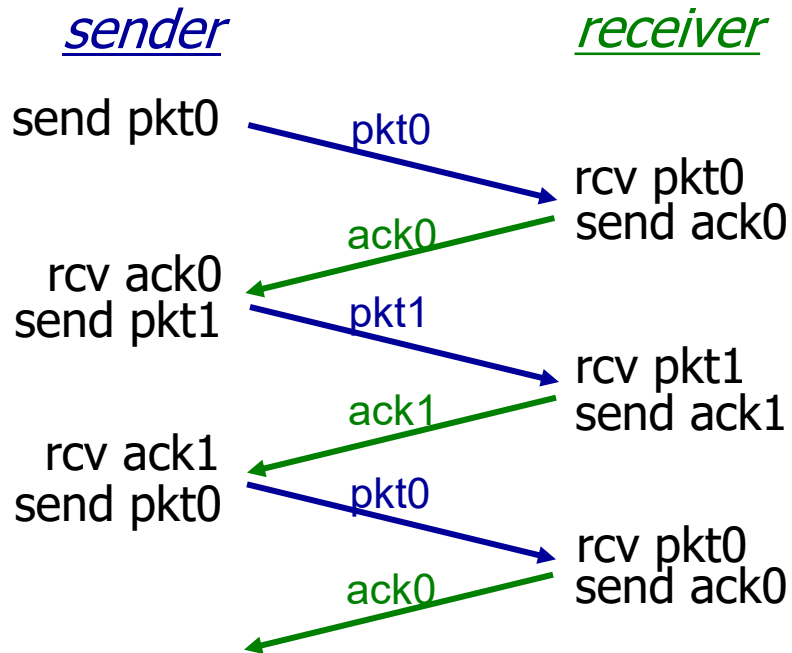 sender
receiver
send pkt0
pkt0
rcv pkt0
send ack0
ack0
rcv ack0
send pkt1
pkt1
rcv pkt1
send ack1
ack1
rcv ack1
send pkt0
pkt0
rcv pkt0
send ack0
ack0